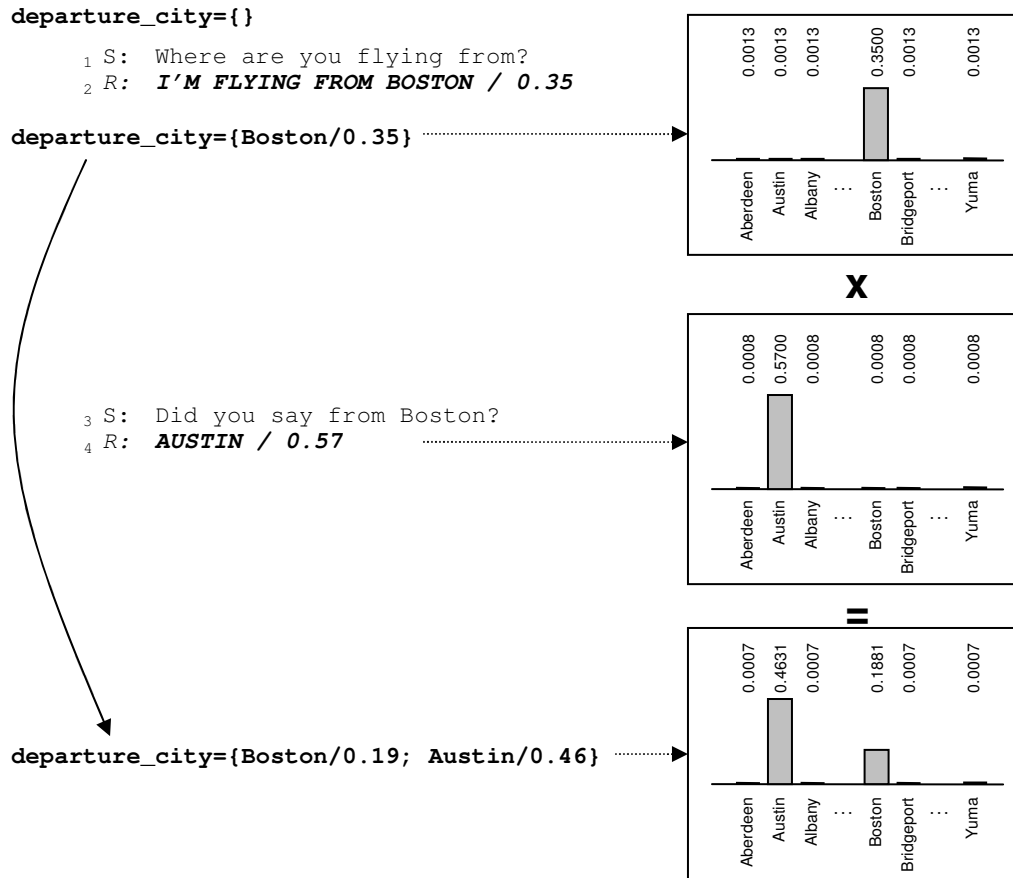 departure_city={}
1 S: Where are you flying from?
2 R: I'M FLYING FROM BOSTON / 0.35
departure_city={Boston/0.35}
0.0013 0.0013 0.0013 0.3500 0.0013 0.0013
Aberdeen Austin Albany ... Boston Bridgeport ... Yuma
X
3 S: Did you say from Boston?
4 R: AUSTIN / 0.57
0.0008 0.5700 0.0008 0.0008 0.0008 0.0008
Aberdeen Austin Albany ... Boston Bridgeport ... Yuma
=
departure_city={Boston/0.19; Austin/0.46}
0.0007 0.4631 0.0007 0.1881 0.0007 0.0007
Aberdeen Austin Albany ... Boston Bridgeport ... Yuma